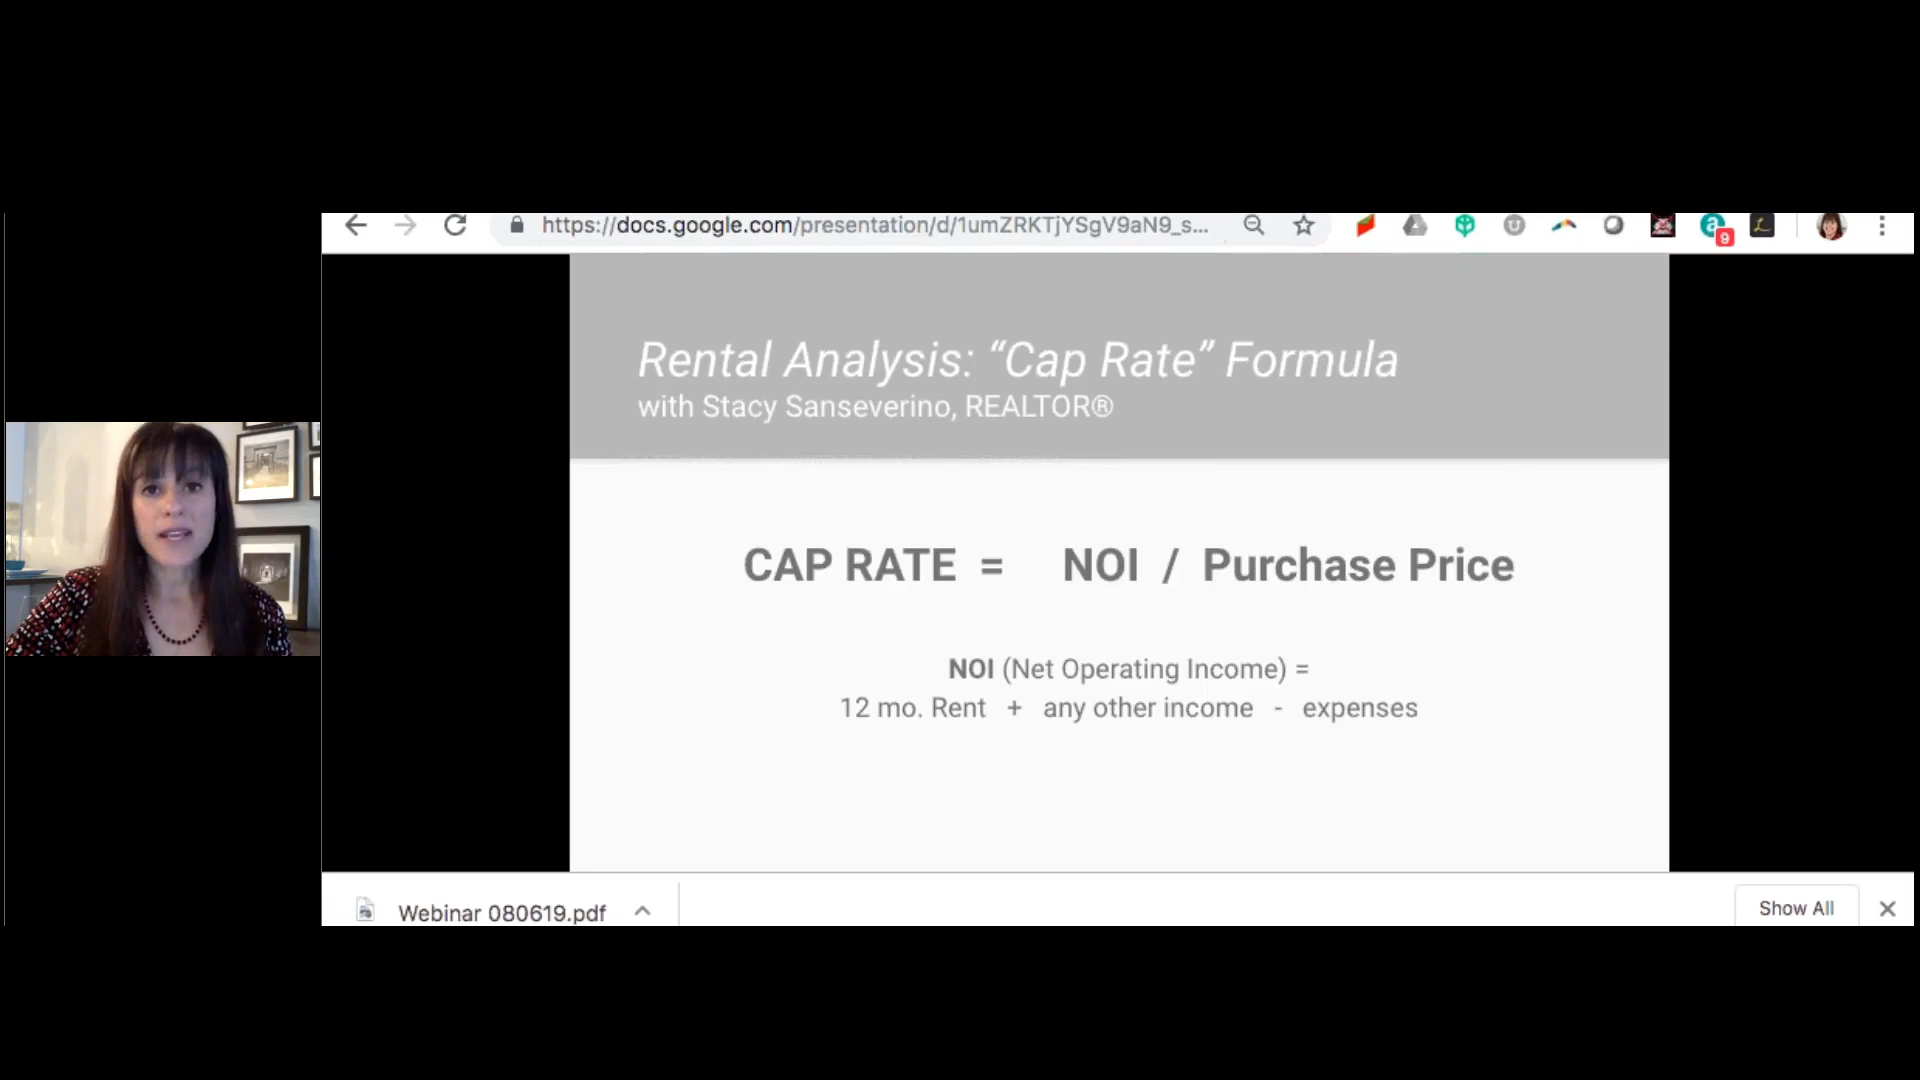 https://docs.google.com/presentation/d/1umZRKTjYSgV9aN9_s...
9
Rental Analysis: “Cap Rate” Formula
with Stacy Sanseverino, REALTOR®
CAP RATE = NOI / Purchase Price
NOI (Net Operating Income) =
12 mo. Rent + any other income - expenses
Webinar 080619.pdf
Show All